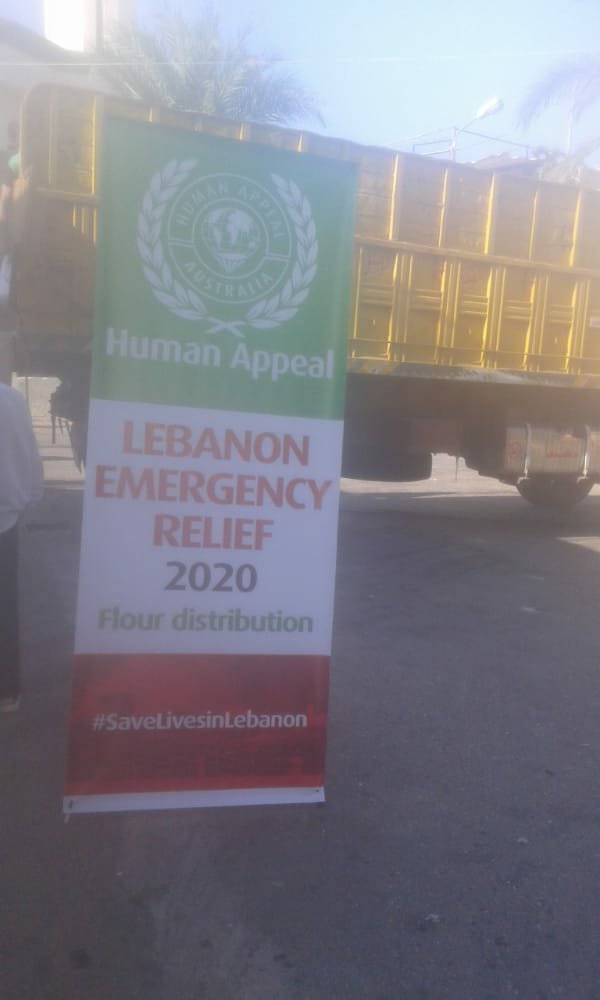 HUMAN APPEAL
AUSTRALIA
Human Appeal
LEBANON
EMERGENCY
RELIEF
2020
Flour distribution
#SaveLivesinLebanon